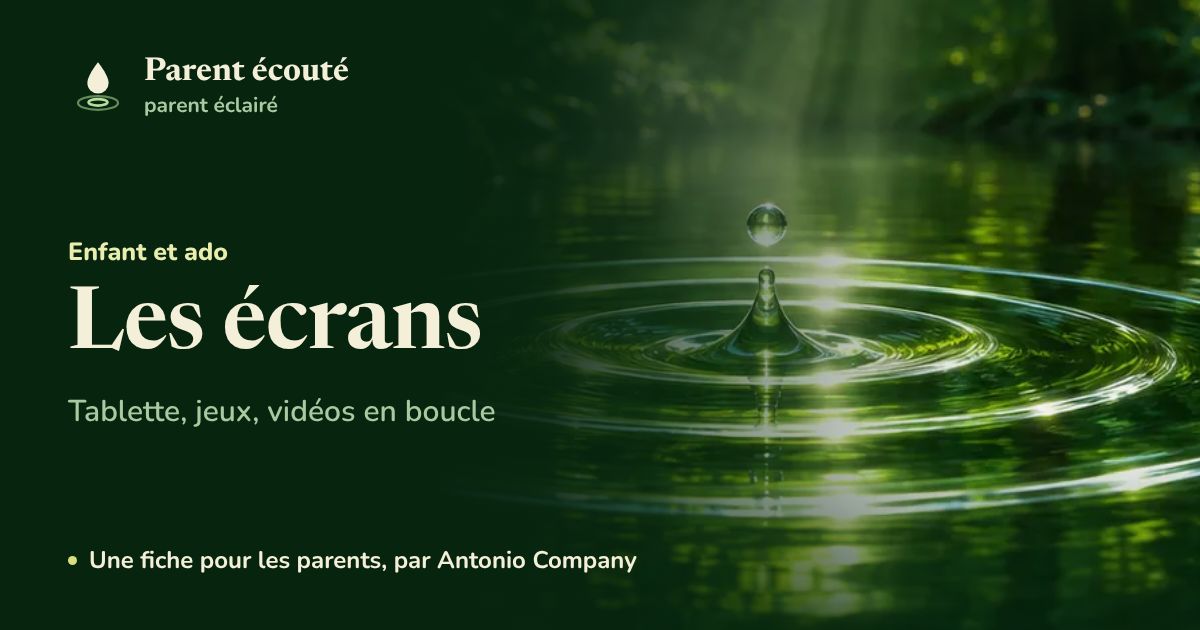 Parent écouté
parent éclairé
Enfant et ado
Les écrans
Tablette, jeux, vidéos en boucle
Une fiche pour les parents, par Antonio Company